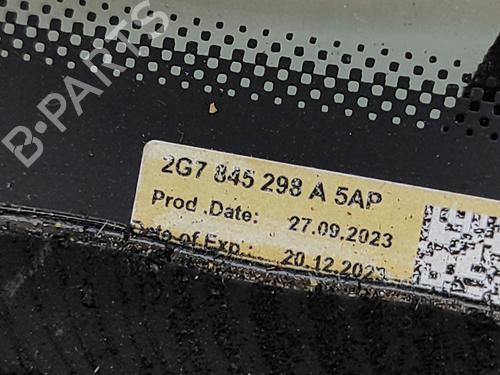 B-PARTS
2G7 845 298 A 5AP
Prod .Date: 27.09.2023
Date of Exp.: 20.12.2023